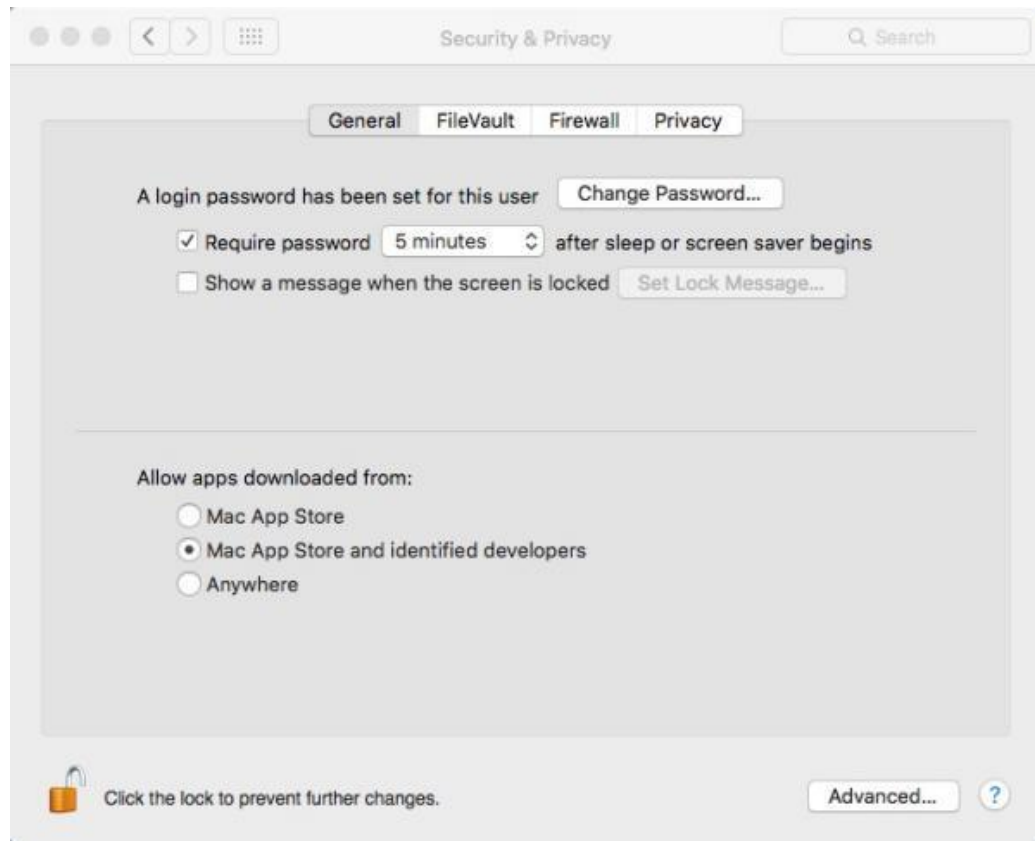 Security & Privacy
Search
General FileVault Firewall Privacy
A login password has been set for this user Change Password...
Require password 5 minutes after sleep or screen saver begins
Show a message when the screen is locked Set Lock Message...
Allow apps downloaded from:
Mac App Store
Mac App Store and identified developers
Anywhere
Click the lock to prevent further changes.
Advanced... ?